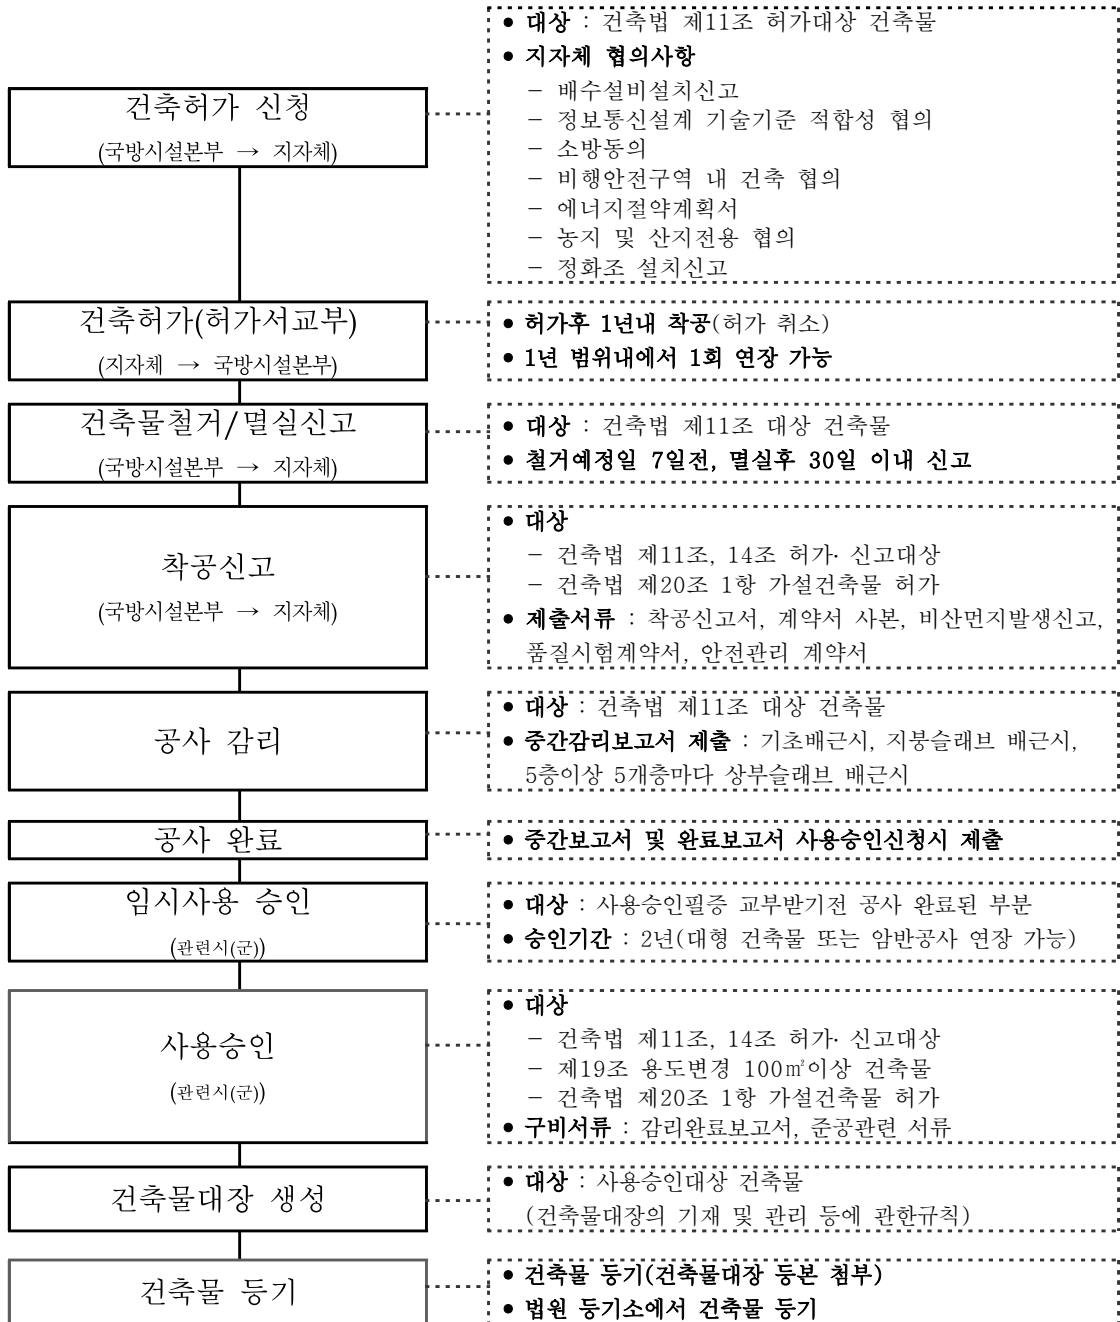 건축허가 신청
(국방시설본부 → 지자체)
• 대상 : 건축법 제11조 허가대상 건축물
• 지자체 협의사항
- 배수설비설치신고
- 정보통신설계 기술기준 적합성 협의
- 소방동의
- 비행안전구역 내 건축 협의
- 에너지절약계획서
- 농지 및 산지전용 협의
- 정화조 설치신고
건축허가(허가서교부)
(지자체 → 국방시설본부)
• 허가후 1년내 착공(허가 취소)
• 1년 범위내에서 1회 연장 가능
건축물철거/멸실신고
(국방시설본부 → 지자체)
• 대상 : 건축법 제11조 대상 건축물
• 철거예정일 7일전, 멸실후 30일 이내 신고
착공신고
(국방시설본부 → 지자체)
• 대상
- 건축법 제11조, 14조 허가·신고대상
- 건축법 제20조 1항 가설건축물 허가
• 제출서류 : 착공신고서, 계약서 사본, 비산먼지발생신고,
품질시험계약서, 안전관리 계약서
공사 감리
• 대상 : 건축법 제11조 대상 건축물
• 중간감리보고서 제출 : 기초배근시, 지붕슬래브 배근시,
5층이상 5개층마다 상부슬래브 배근시
공사 완료
• 중간보고서 및 완료보고서 사용승인신청시 제출
임시사용 승인
(관련시(군))
• 대상 : 사용승인필증 교부받기전 공사 완료된 부분
• 승인기간 : 2년(대형 건축물 또는 암반공사 연장 가능)
사용승인
(관련시(군))
• 대상
- 건축법 제11조, 14조 허가·신고대상
- 제19조 용도변경 100㎡이상 건축물
- 건축법 제20조 1항 가설건축물 허가
• 구비서류 : 감리완료보고서, 준공관련 서류
건축물대장 생성
• 대상 : 사용승인대상 건축물
(건축물대장의 기재 및 관리 등에 관한규칙)
건축물 등기
• 건축물 등기(건축물대장 등본 첨부)
• 법원 등기소에서 건축물 등기